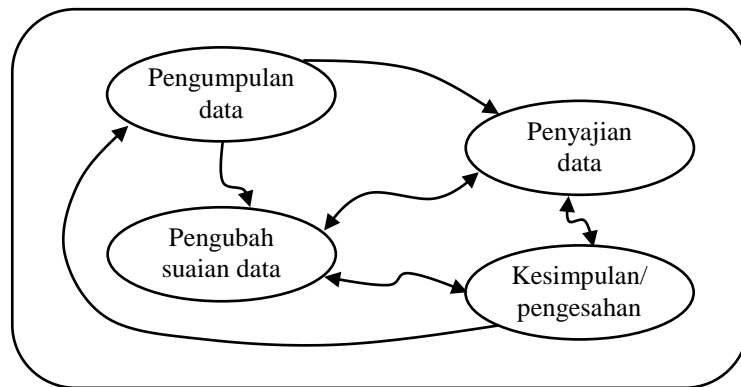 Pengumpulan
data
Penyajian
data
Pengubah
suaian data
Kesimpulan/
pengesahan